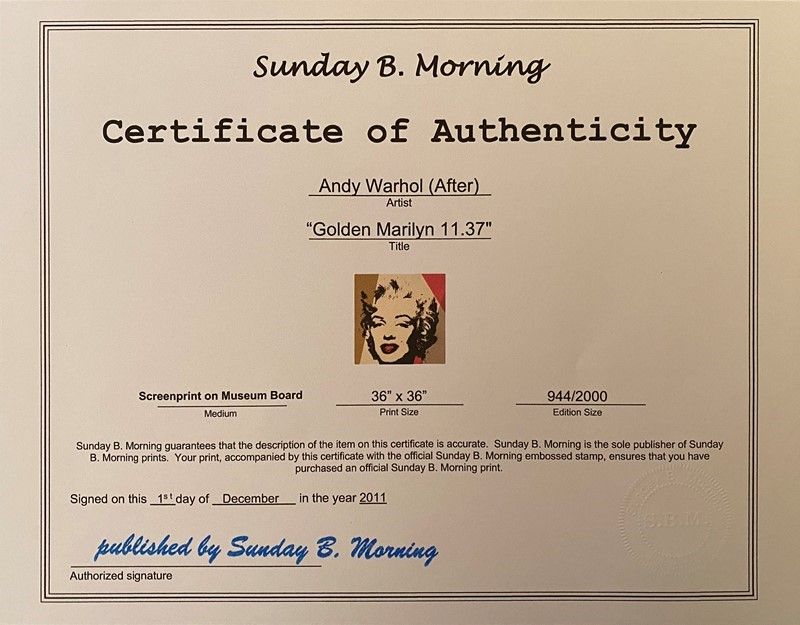 Sunday B. Morning
Certificate of Authenticity
Andy Warhol (After)
Artist
“Golden Marilyn 11.37"
Title
Screenprint on Museum Board
Medium
36” x 36”
Print Size
944/2000
Edition Size
Sunday B. Morning guarantees that the description of the item on this certificate is accurate. Sunday B. Morning is the sole publisher of Sunday
B. Morning prints. Your print, accompanied by this certificate with the official Sunday B. Morning embossed stamp, ensures that you have
purchased an official Sunday B. Morning print.
Signed on this 1st day of December in the year 2011
S.B.M
published by Sunday B. Morning
Authorized signature